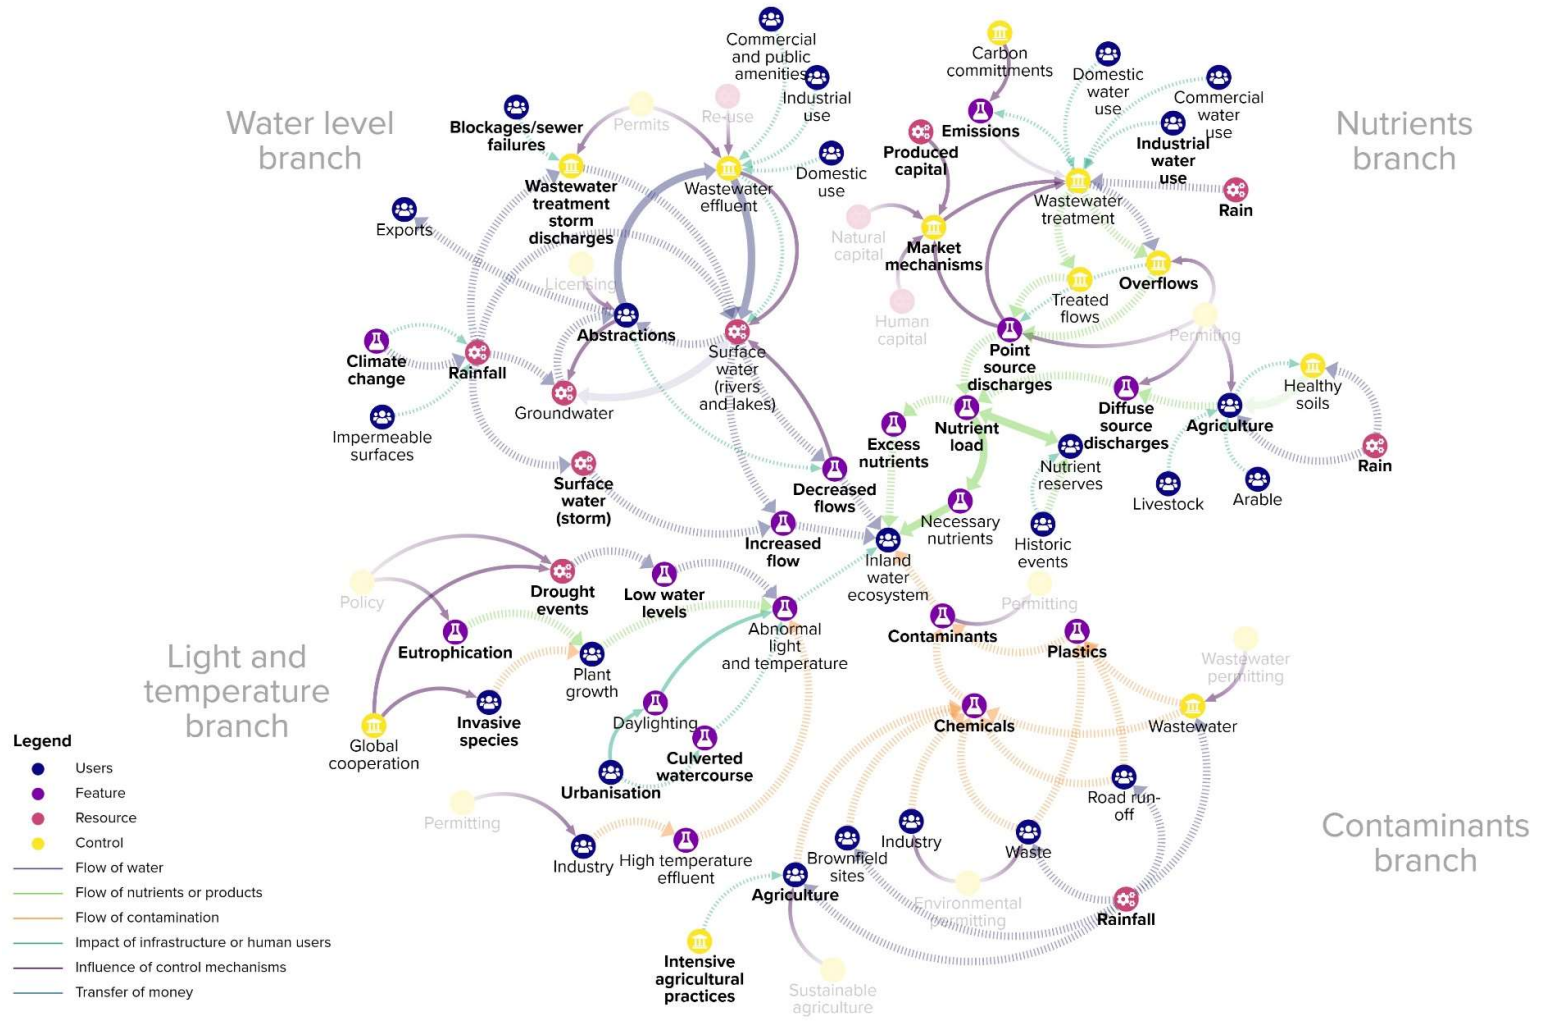 Water level
branch
Nutrients
branch
Light and
temperature
branch
Contaminants
branch
Commercial
and public
amenities
Industrial
use
Domestic
use
Re-use
Permits
Blockages/sewer
failures
Wastewater
treatment
storm
discharges
Wastewater
effluent
Exports
Licensing
Abstractions
Climate
change
Rainfall
Impermeable
surfaces
Groundwater
Surface
water
(rivers
and lakes)
Surface
water
(storm)
Decreased
flows
Increased
flow
Inland
water
ecosystem
Carbon
committments
Emissions
Domestic
water
use
Commercial
water
use
Industrial
water
use
Produced
capital
Natural
capital
Human
capital
Market
mechanisms
Wastewater
treatment
Rain
Overflows
Treated
flows
Permiting
Point
source
discharges
Diffuse
source
discharges
Healthy
soils
Agriculture
Rain
Livestock
Arable
Excess
nutrients
Nutrient
load
Nutrient
reserves
Necessary
nutrients
Historic
events
Policy
Drought
events
Low water
levels
Eutrophication
Plant
growth
Abnormal
light
and temperature
Invasive
species
Global
cooperation
Daylighting
Culverted
watercourse
Urbanisation
Permitting
Industry
High temperature
effluent
Permitting
Contaminants
Plastics
Wastewater
permitting
Wastewater
Chemicals
Road run-
off
Waste
Industry
Brownfield
sites
Agriculture
Environmental
permitting
Rainfall
Intensive
agricultural
practices
Sustainable
agriculture
Legend
Users
Feature
Resource
Control
Flow of water
Flow of nutrients or products
Flow of contamination
Impact of infrastructure or human users
Influence of control mechanisms
Transfer of money